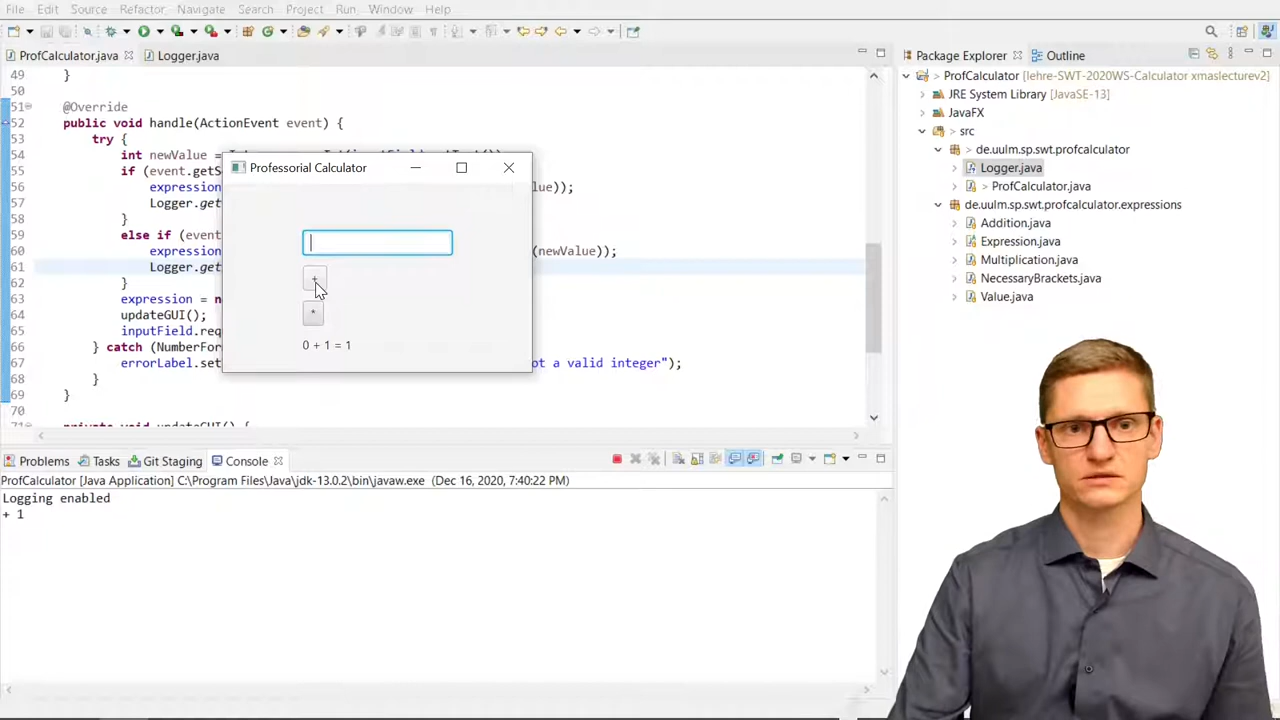 File Edit Source Refactor Navigate Search Project Run Window Help
ProfCalculator.java
Logger.java
49 }
50
51 @Override
52 public void handle(ActionEvent event) {
53 try {
54 int newValue =
55 if (event.getS
56 expression
ue));
57 Logger.get
58 }
59 else if (event
60 expression
(newValue));
61 Logger.get
62 }
63 expression = n
64 updateGUI();
65 inputField.req
66 } catch (NumberFor
67 errorLabel.set
ot a valid integer");
68 }
69 }
70
71 private void updateGUI() {
Professorial Calculator
+
*
0 + 1 = 1
Package Explorer
Outline
ProfCalculator [lehre-SWT-2020WS-Calculator xmaslecturev2]
JRE System Library [JavaSE-13]
JavaFX
src
de.uulm.sp.swt.profcalculator
Logger.java
ProfCalculator.java
de.uulm.sp.swt.profcalculator.expressions
Addition.java
Expression.java
Multiplication.java
NecessaryBrackets.java
Value.java
Problems Tasks Git Staging Console
ProfCalculator [Java Application] C:\Program Files\Java\jdk-13.0.2\bin\javaw.exe (Dec 16, 2020, 7:40:22 PM)
Logging enabled
+ 1